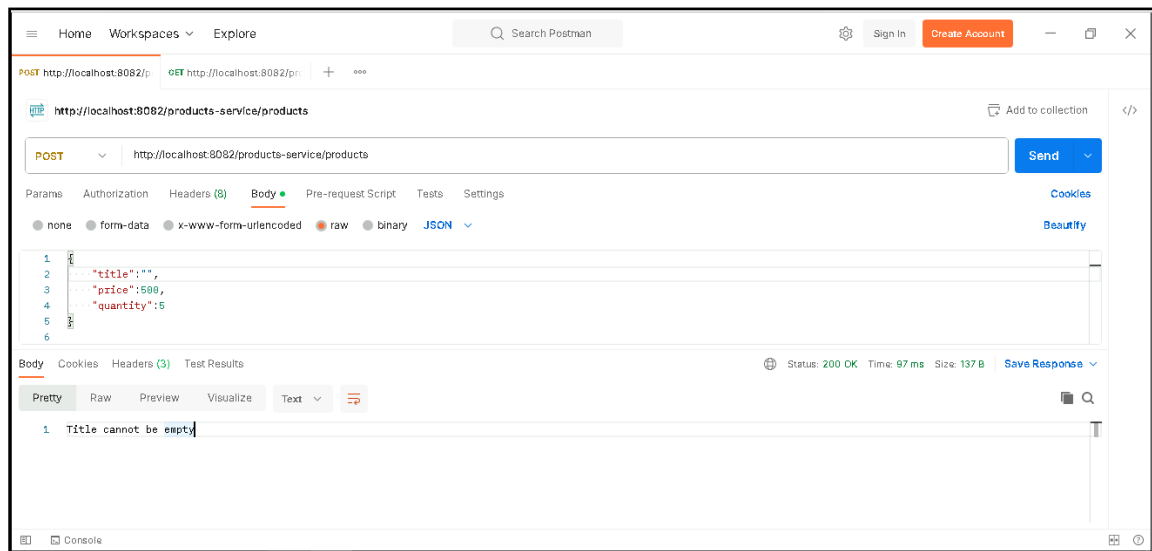 Home Workspaces Explore Search Postman Sign In Create Account
POST http://localhost:8082/p GET http://localhost:8082/pr
HTTP http://localhost:8082/products-service/products Add to collection </>
POST http://localhost:8082/products-service/products Send
Params Authorization Headers (8) Body Pre-request Script Tests Settings Cookies
none form-data x-www-form-urlencoded raw binary JSON Beautify
1 {
2 "title":"",
3 "price":500,
4 "quantity":5
5 }
6
Body Cookies Headers (3) Test Results Status: 200 OK Time: 97 ms Size: 137 B Save Response
Pretty Raw Preview Visualize Text
1 Title cannot be empty
Console